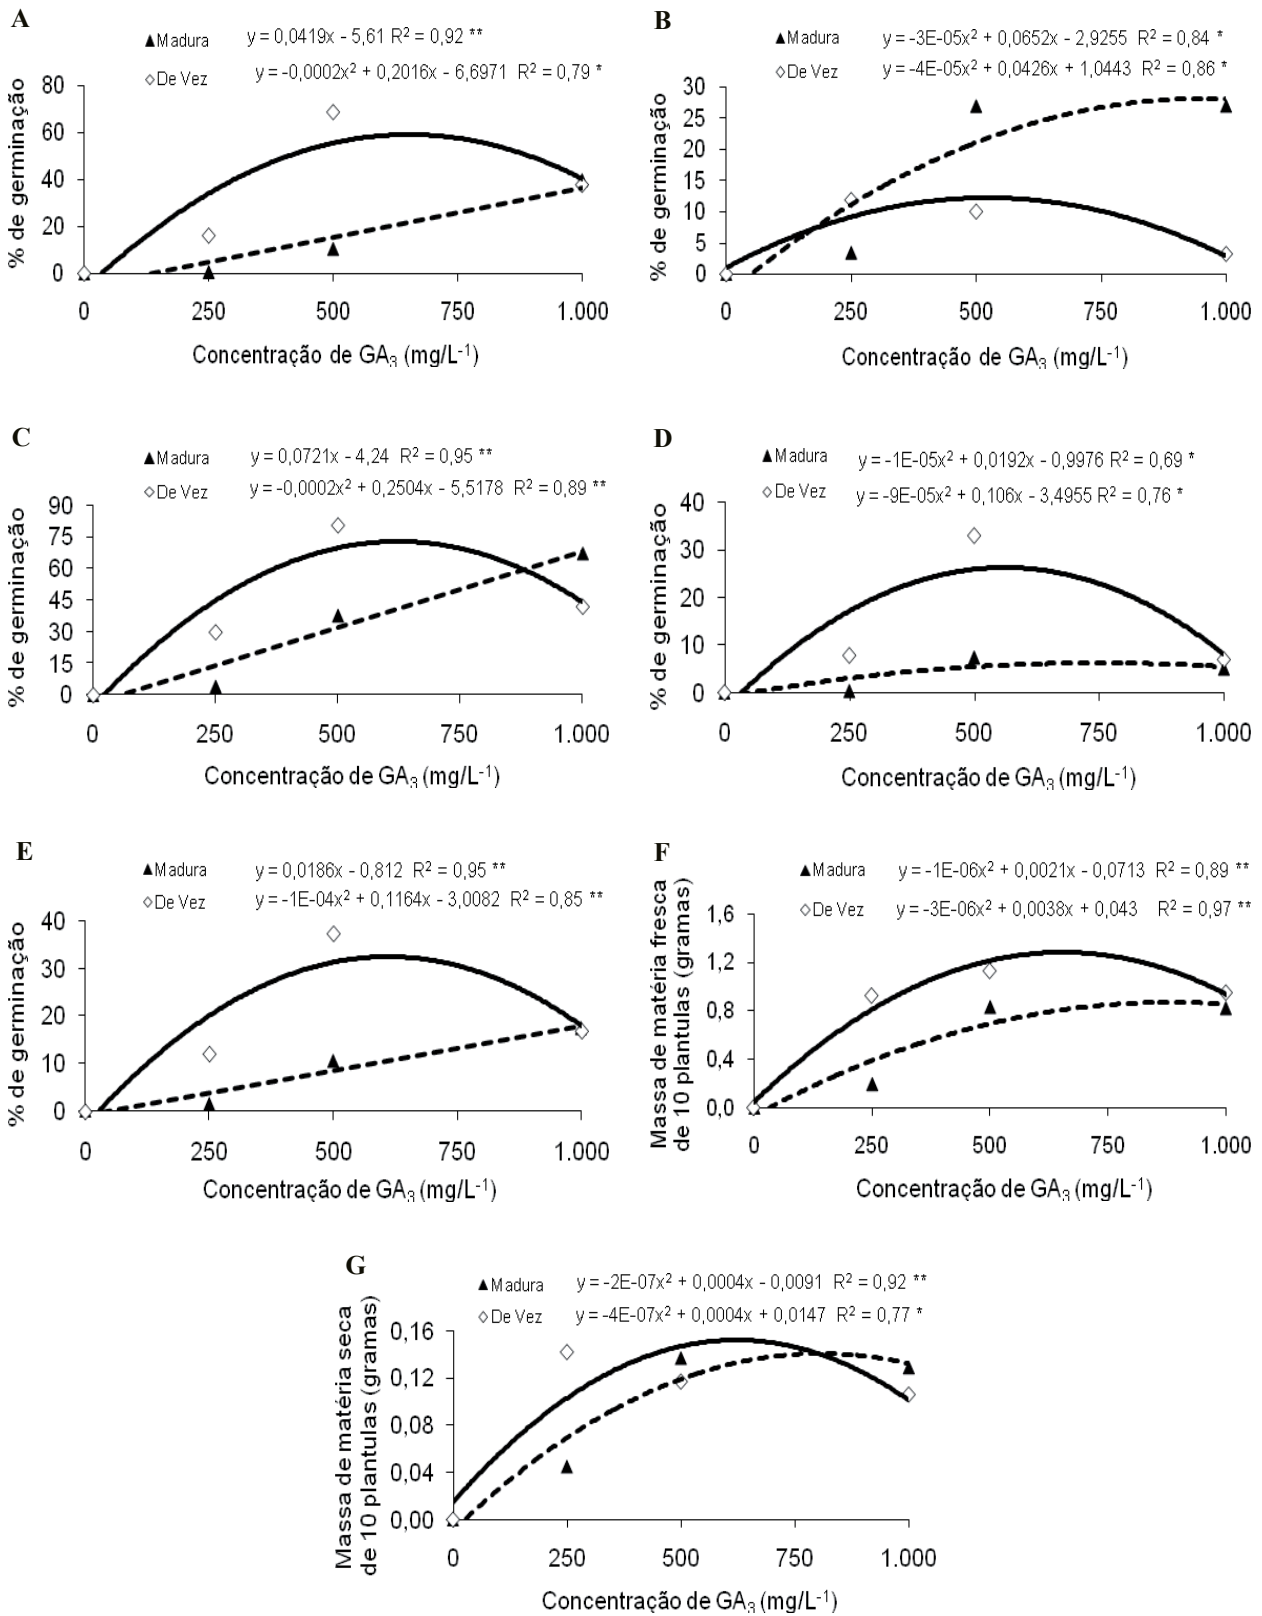 A
▲Madura y = 0,0419x - 5,61 R² = 0,92 **
◇De Vez y = -0,0002x² + 0,2016x - 6,6971 R² = 0,79 *
% de germinação
80
60
40
20
0
0 250 500 750 1.000
Concentração de GA₃ (mg/L⁻¹)
B
▲Madura y = -3E-05x² + 0,0652x - 2,9255 R² = 0,84 *
◇De Vez y = -4E-05x² + 0,0426x + 1,0443 R² = 0,86 *
% de germinação
30
25
20
15
10
5
0
0 250 500 750 1.000
Concentração de GA₃ (mg/L⁻¹)
C
▲Madura y = 0,0721x - 4,24 R² = 0,95 **
◇De Vez y = -0,0002x² + 0,2504x - 5,5178 R² = 0,89 **
% de germinação
90
75
60
45
30
15
0
0 250 500 750 1.000
Concentração de GA₃ (mg/L⁻¹)
D
▲Madura y = -1E-05x² + 0,0192x - 0,9976 R² = 0,69 *
◇De Vez y = -9E-05x² + 0,106x - 3,4955 R² = 0,76 *
% de germinação
40
30
20
10
0
0 250 500 750 1.000
Concentração de GA₃ (mg/L⁻¹)
E
▲Madura y = 0,0186x - 0,812 R² = 0,95 **
◇De Vez y = -1E-04x² + 0,1164x - 3,0082 R² = 0,85 **
% de germinação
40
30
20
10
0
0 250 500 750 1.000
Concentração de GA₃ (mg/L⁻¹)
F
▲Madura y = -1E-06x² + 0,0021x - 0,0713 R² = 0,89 **
◇De Vez y = -3E-06x² + 0,0038x + 0,043 R² = 0,97 **
Massa de matéria fresca
de 10 plantulas (gramas)
1,6
1,2
0,8
0,4
0,0
0 250 500 750 1.000
Concentração de GA₃ (mg/L⁻¹)
G
▲Madura y = -2E-07x² + 0,0004x - 0,0091 R² = 0,92 **
◇De Vez y = -4E-07x² + 0,0004x + 0,0147 R² = 0,77 *
Massa de matéria seca
de 10 plantulas (gramas)
0,16
0,12
0,08
0,04
0,00
0 250 500 750 1.000
Concentração de GA₃ (mg/L⁻¹)